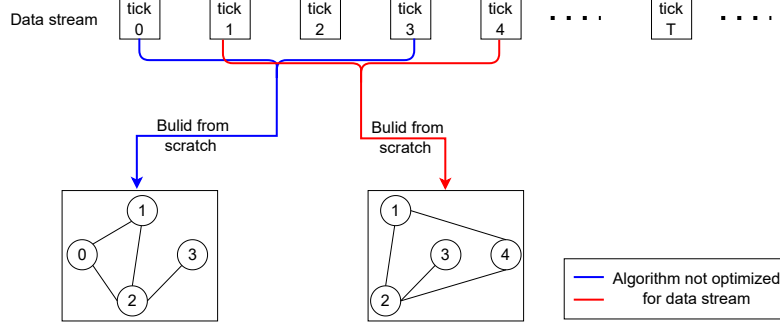 Data stream
tick
0
tick
1
tick
2
tick
3
tick
4
. . . .
tick
T
. . . .
Bulid from
scratch
Bulid from
scratch
1
0
3
2
1
3
4
2
Algorithm not optimized
for data stream